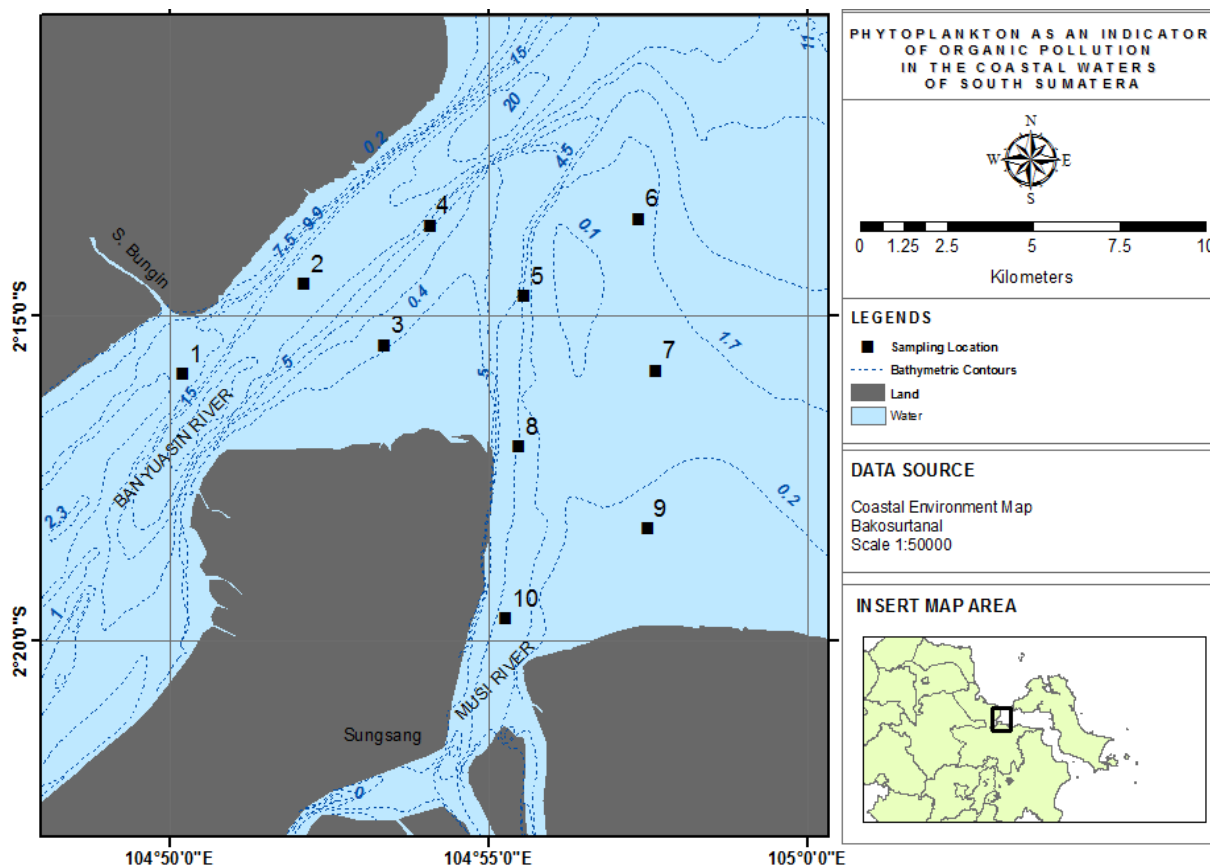 PHYTOPLANKTON AS AN INDICATOR
OF ORGANIC POLLUTION
IN THE COASTAL WATERS
OF SOUTH SUMATERA
N
W E
S
0 1.25 2.5 5 7.5 10
Kilometers
LEGENDS
Sampling Location
Bathymetric Contours
Land
Water
DATA SOURCE
Coastal Environment Map
Bakosurtanal
Scale 1:50000
INSERT MAP AREA
15
11
20
0.2
4.5
4
6
9.9
7.5
0.1
S. Bungin
2
5
0.4
2°15'0"S
3
1.7
1
5
7
5
15
8
BANYUASIN RIVER
0.2
2.3
9
1
10
2°20'0"S
MUSI RIVER
Sungsang
0
104°50'0"E
104°55'0"E
105°0'0"E